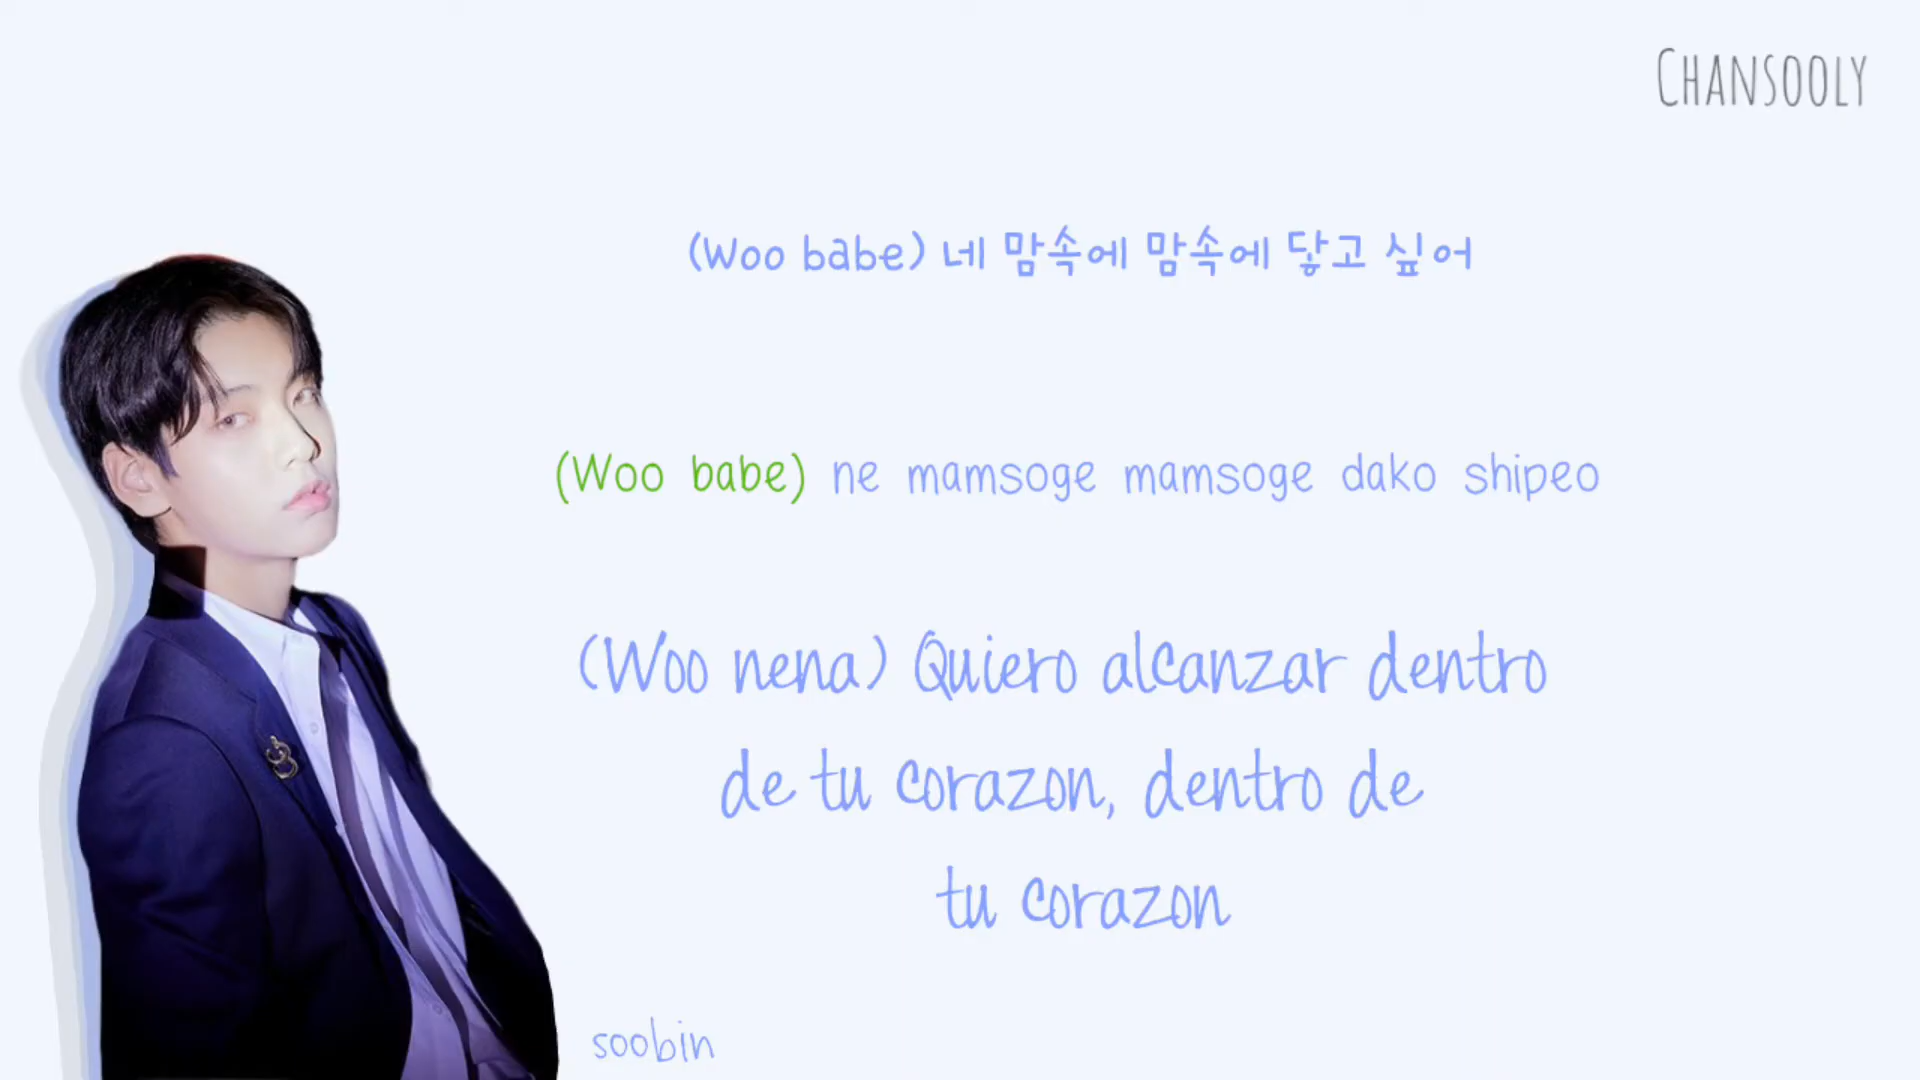 CHANSOOLY
(Woo babe) 네 맘속에 맘속에 닿고 싶어
(Woo babe) ne mamsoge mamsoge dako shipeo
(Woo nena) Quiero alcanzar dentro
de tu corazon, dentro de
tu corazon
soobin